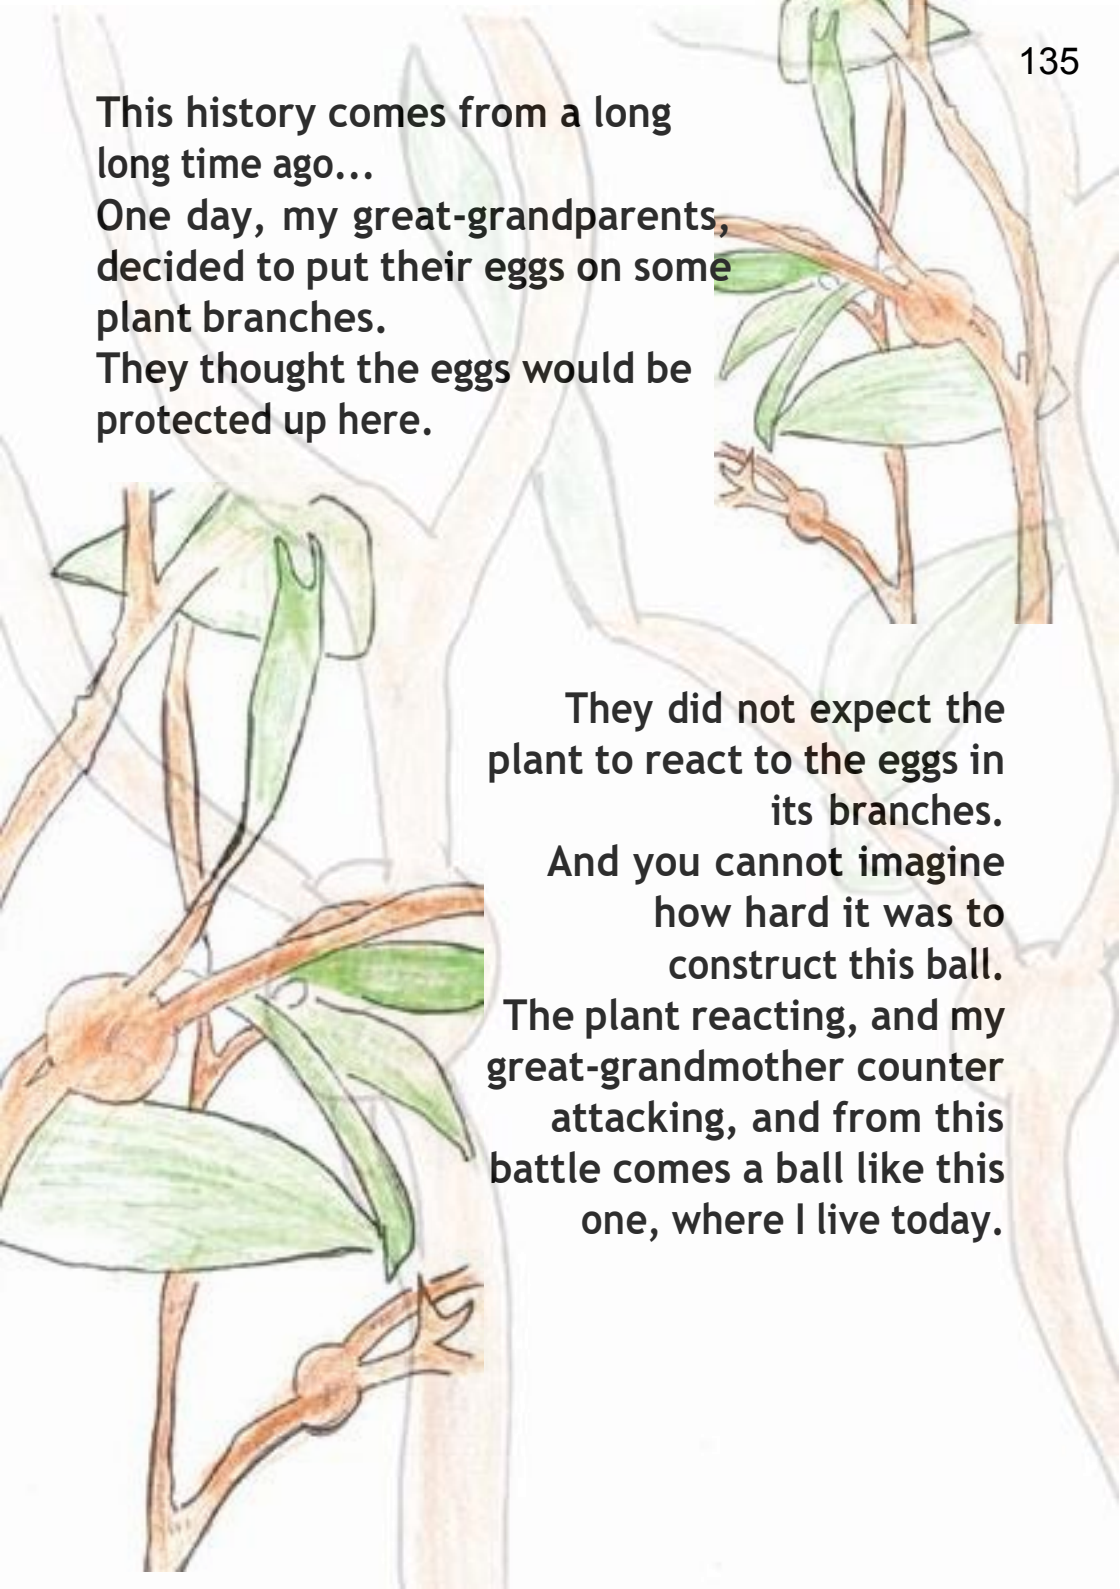 135
This history comes from a long
long time ago...
One day, my great-grandparents,
decided to put their eggs on some
plant branches.
They thought the eggs would be
protected up here.
They did not expect the
plant to react to the eggs in
its branches.
And you cannot imagine
how hard it was to
construct this ball.
The plant reacting, and my
great-grandmother counter
attacking, and from this
battle comes a ball like this
one, where I live today.